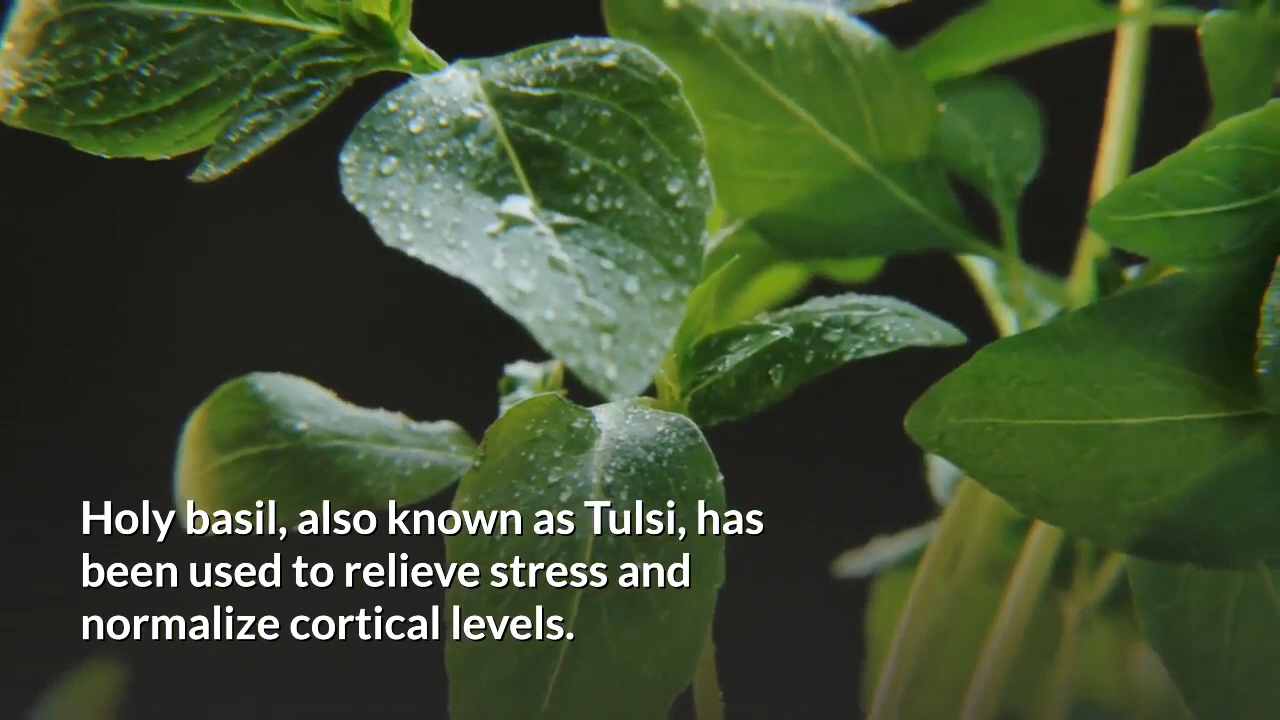 Holy basil, also known as Tulsi, has
been used to relieve stress and
normalize cortical levels.